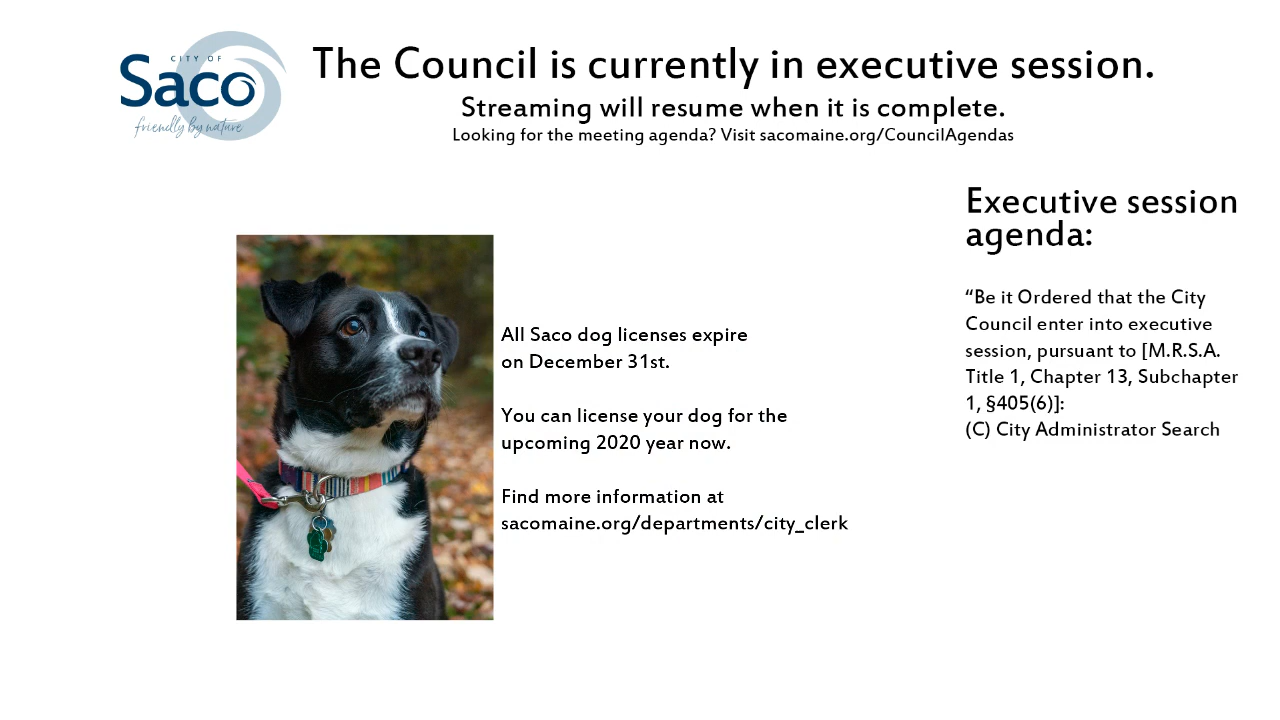 CITY OF
Saco
friendly by nature
The Council is currently in executive session.
Streaming will resume when it is complete.
Looking for the meeting agenda? Visit sacomaine.org/CouncilAgendas
All Saco dog licenses expire
on December 31st.
You can license your dog for the
upcoming 2020 year now.
Find more information at
sacomaine.org/departments/city_clerk
Executive session
agenda:
“Be it Ordered that the City
Council enter into executive
session, pursuant to [M.R.S.A.
Title 1, Chapter 13, Subchapter
1, §405(6)]:
(C) City Administrator Search